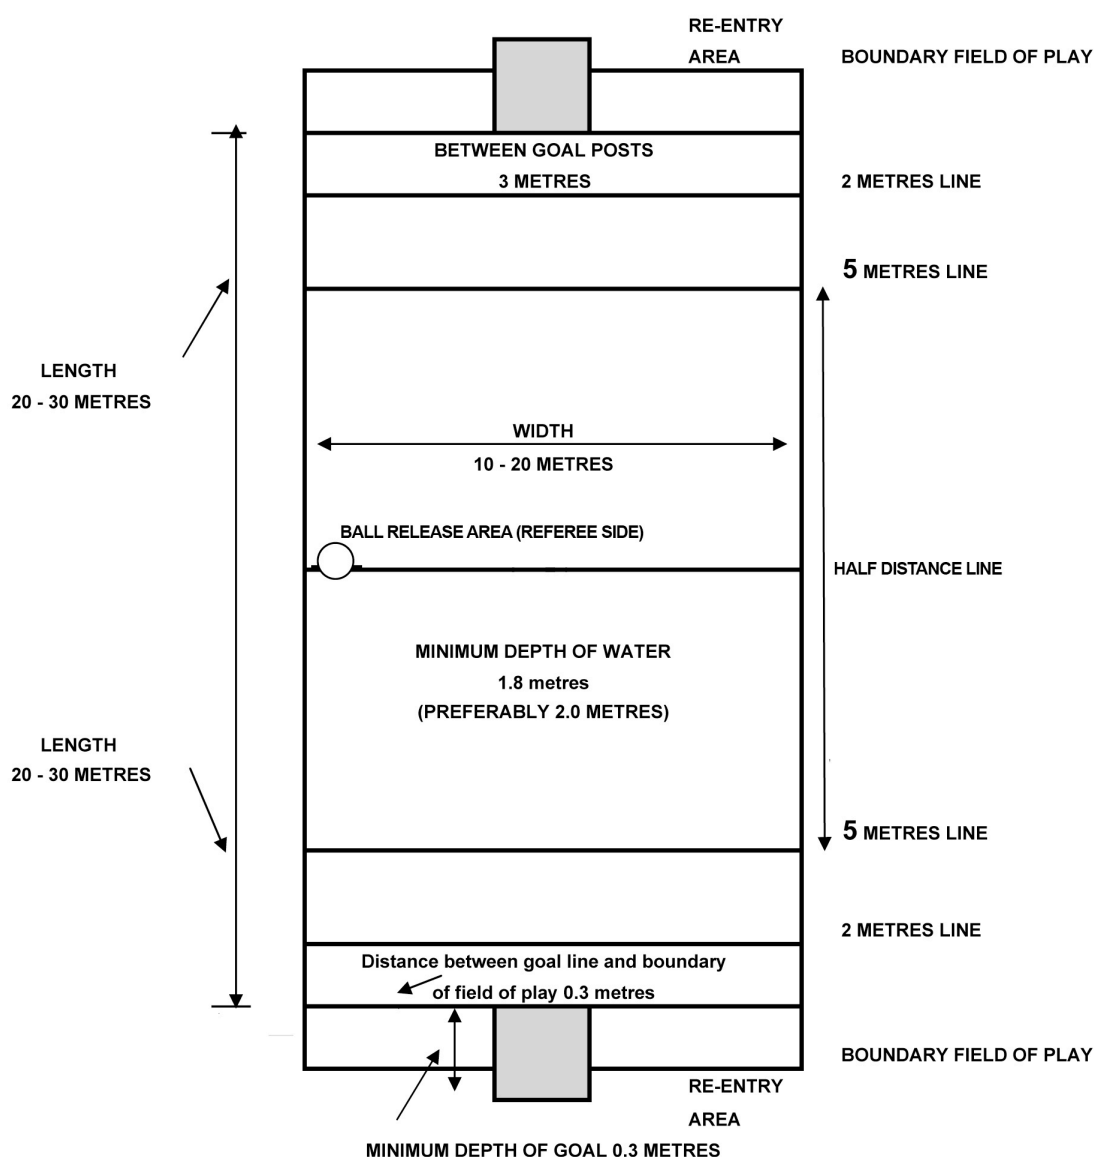 RE-ENTRY
AREA
BOUNDARY FIELD OF PLAY
BETWEEN GOAL POSTS
3 METRES
2 METRES LINE
5 METRES LINE
LENGTH
20 - 30 METRES
WIDTH
10 - 20 METRES
BALL RELEASE AREA (REFEREE SIDE)
HALF DISTANCE LINE
MINIMUM DEPTH OF WATER
1.8 metres
(PREFERABLY 2.0 METRES)
LENGTH
20 - 30 METRES
5 METRES LINE
2 METRES LINE
Distance between goal line and boundary
of field of play 0.3 metres
BOUNDARY FIELD OF PLAY
RE-ENTRY
AREA
MINIMUM DEPTH OF GOAL 0.3 METRES